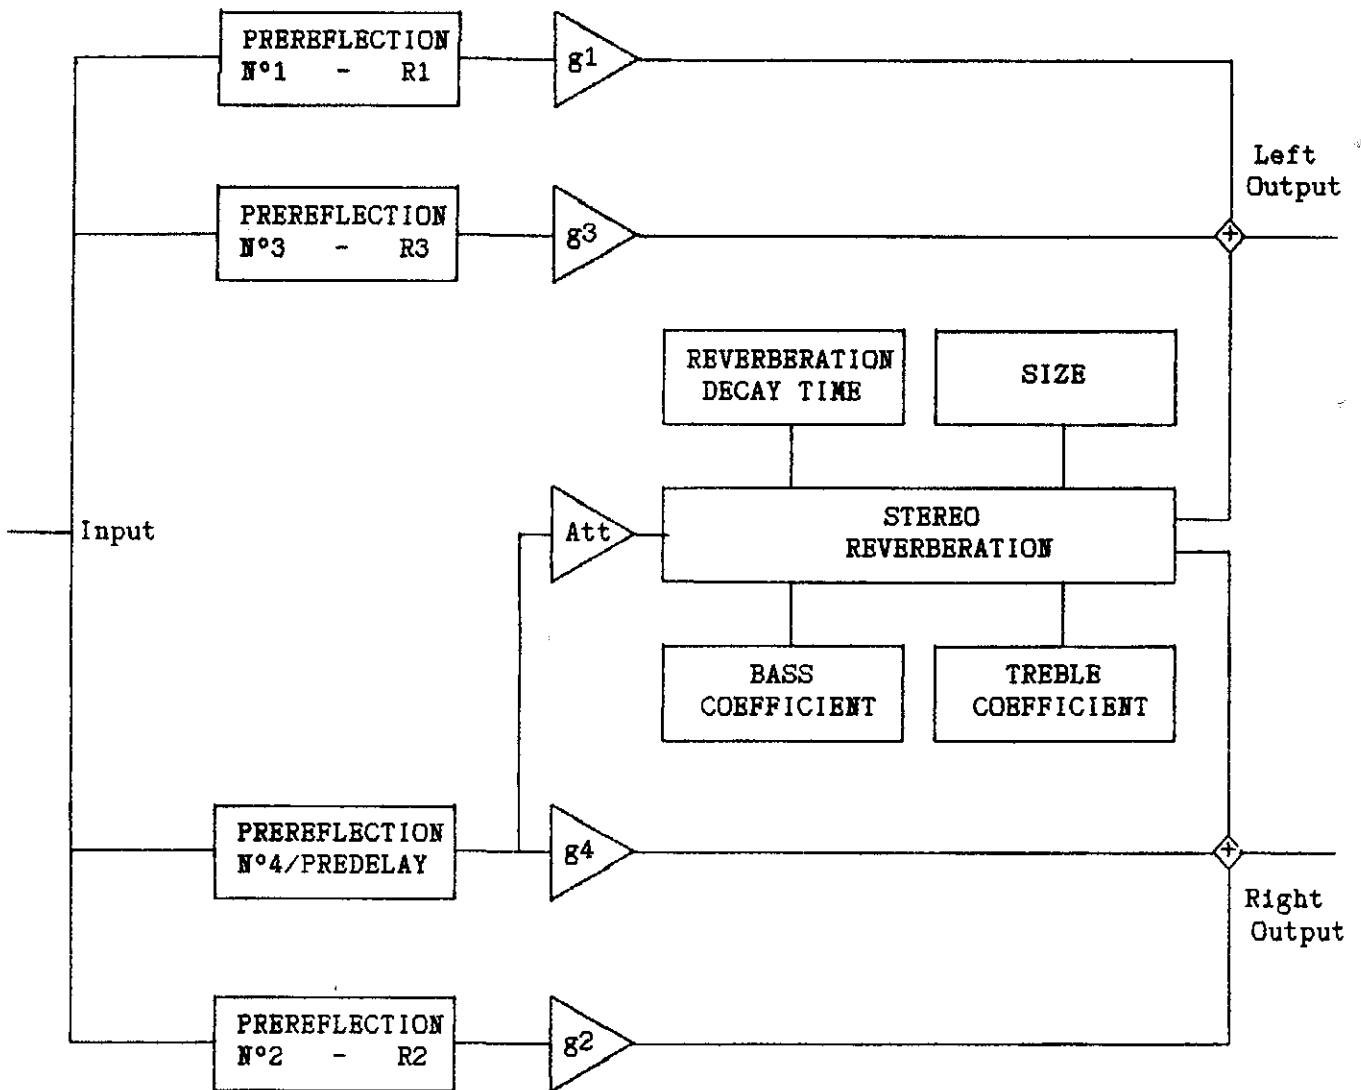 PREREFLECTION
N°1 - R1
g1
Left
Output
PREREFLECTION
N°3 - R3
g3
+
REVERBERATION
DECAY TIME
SIZE
Input
Att
STEREO
REVERBERATION
BASS
COEFFICIENT
TREBLE
COEFFICIENT
PREREFLECTION
N°4/PREDELAY
g4
+
Right
Output
PREREFLECTION
N°2 - R2
g2